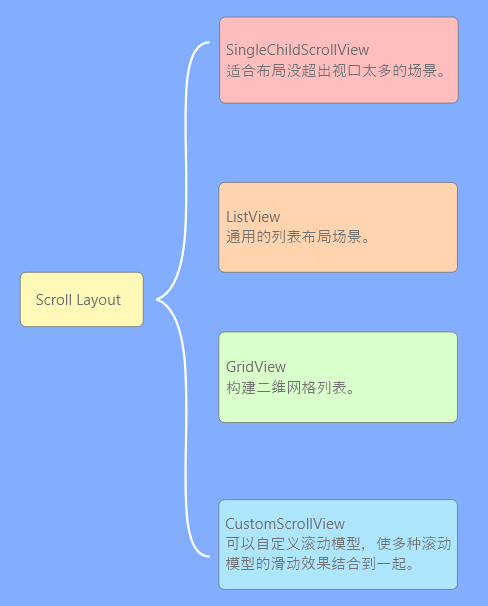 SingleChildScrollView
适合布局没超出视口太多的场景。
ListView
通用的列表布局场景。
Scroll Layout
GridView
构建二维网格列表。
CustomScrollView
可以自定义滚动模型，使多种滚动
模型的滑动效果结合到一起。